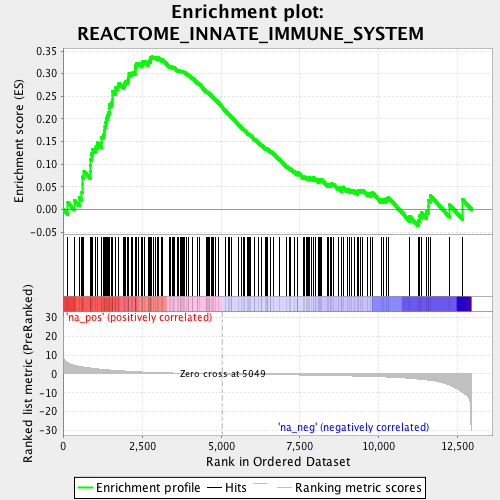 Enrichment plot:
REACTOME_INNATE_IMMUNE_SYSTEM
Enrichment score (ES)
0.35
0.30
0.25
0.20
0.15
0.10
0.05
0.00
-0.05
Ranked list metric (PreRanked)
'na_pos' (positively correlated)
30
20
10
0
-10
-20
-30
Zero cross at 5049
'na_neg' (negatively correlated)
0
2,500
5,000
7,500
10,000
12,500
Rank in Ordered Dataset
Enrichment profile
Hits
Ranking metric scores